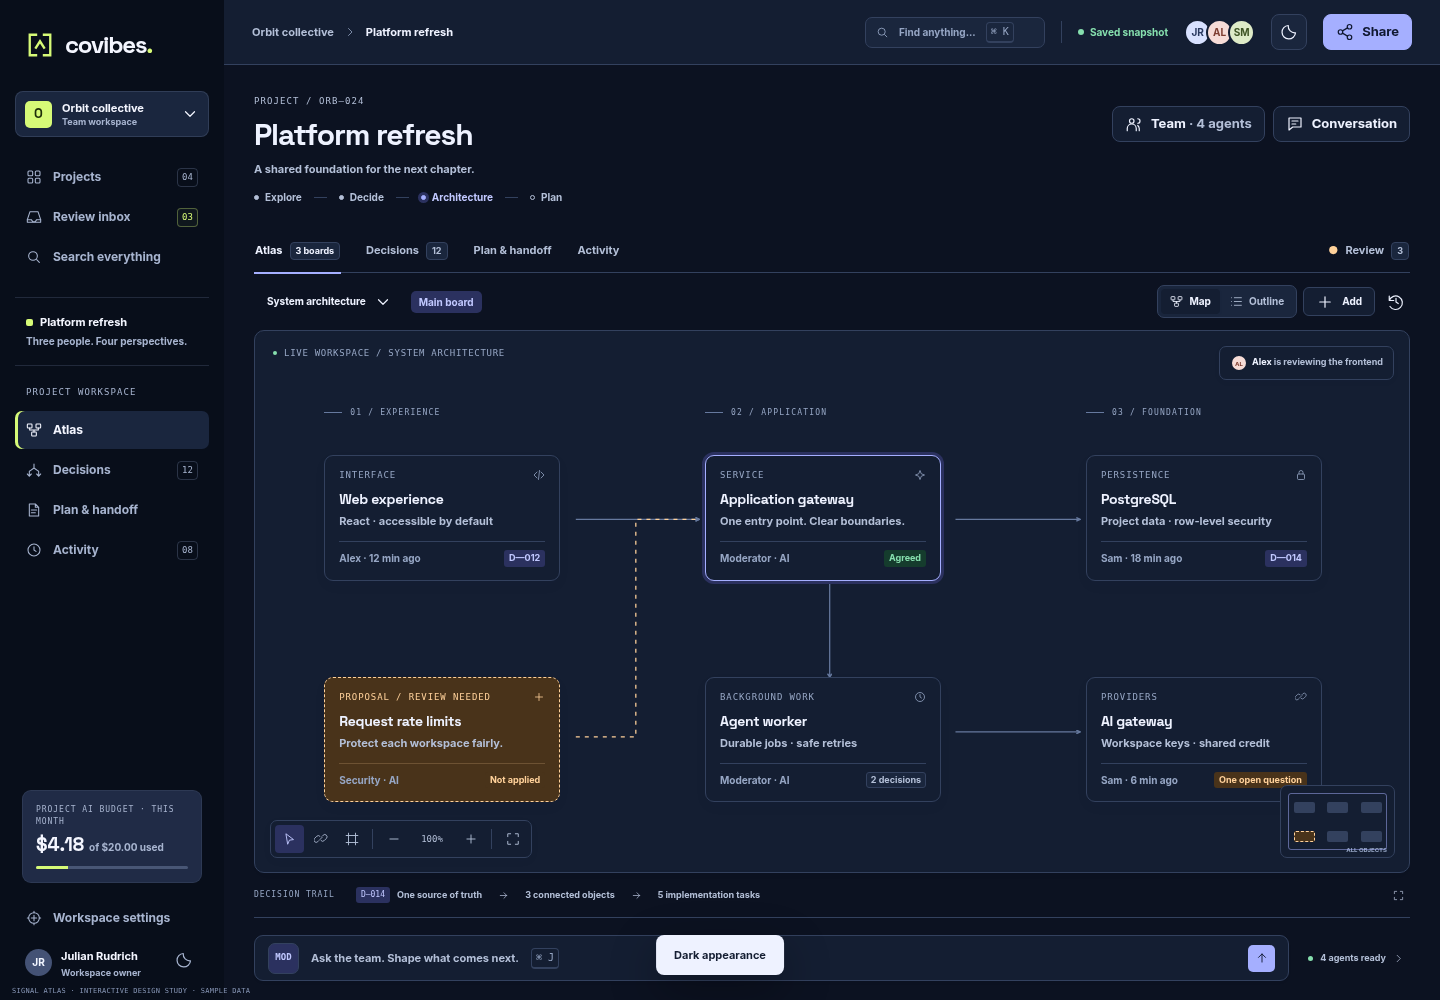 covibes.
O
Orbit collective
Team workspace
Projects 04
Review inbox 03
Search everything
Platform refresh
Three people. Four perspectives.
PROJECT WORKSPACE
Atlas
Decisions 12
Plan & handoff
Activity 08
PROJECT AI BUDGET · THIS
MONTH
$4.18 of $20.00 used
Workspace settings
JR
Julian Rudrich
Workspace owner
SIGNAL ATLAS · INTERACTIVE DESIGN STUDY · SAMPLE DATA
Orbit collective Platform refresh
Find anything... ⌘ K
Saved snapshot
JR AL SM
Share
PROJECT / ORB—024
Platform refresh
A shared foundation for the next chapter.
Explore Decide Architecture Plan
Team · 4 agents
Conversation
Atlas 3 boards Decisions 12 Plan & handoff Activity
Review 3
System architecture Main board
Map Outline Add
LIVE WORKSPACE / SYSTEM ARCHITECTURE
AL Alex is reviewing the frontend
01 / EXPERIENCE
02 / APPLICATION
03 / FOUNDATION
INTERFACE
Web experience
React · accessible by default
Alex · 12 min ago D—012
SERVICE
Application gateway
One entry point. Clear boundaries.
Moderator · AI Agreed
PERSISTENCE
PostgreSQL
Project data · row-level security
Sam · 18 min ago D—014
PROPOSAL / REVIEW NEEDED
Request rate limits
Protect each workspace fairly.
Security · AI Not applied
BACKGROUND WORK
Agent worker
Durable jobs · safe retries
Moderator · AI 2 decisions
PROVIDERS
AI gateway
Workspace keys · shared credit
Sam · 6 min ago One open question
100%
ALL OBJECTS
DECISION TRAIL D—014 One source of truth → 3 connected objects → 5 implementation tasks
MOD Ask the team. Shape what comes next. ⌘ J
Dark appearance
4 agents ready